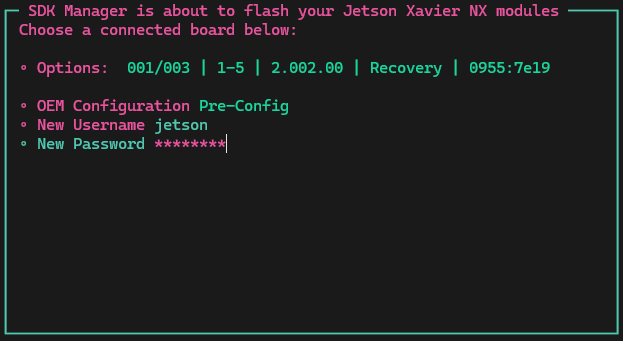 SDK Manager is about to flash your Jetson Xavier NX modules
Choose a connected board below:
∘ Options: 001/003 | 1-5 | 2.002.00 | Recovery | 0955:7e19
∘ OEM Configuration Pre-Config
∘ New Username jetson
∘ New Password ********